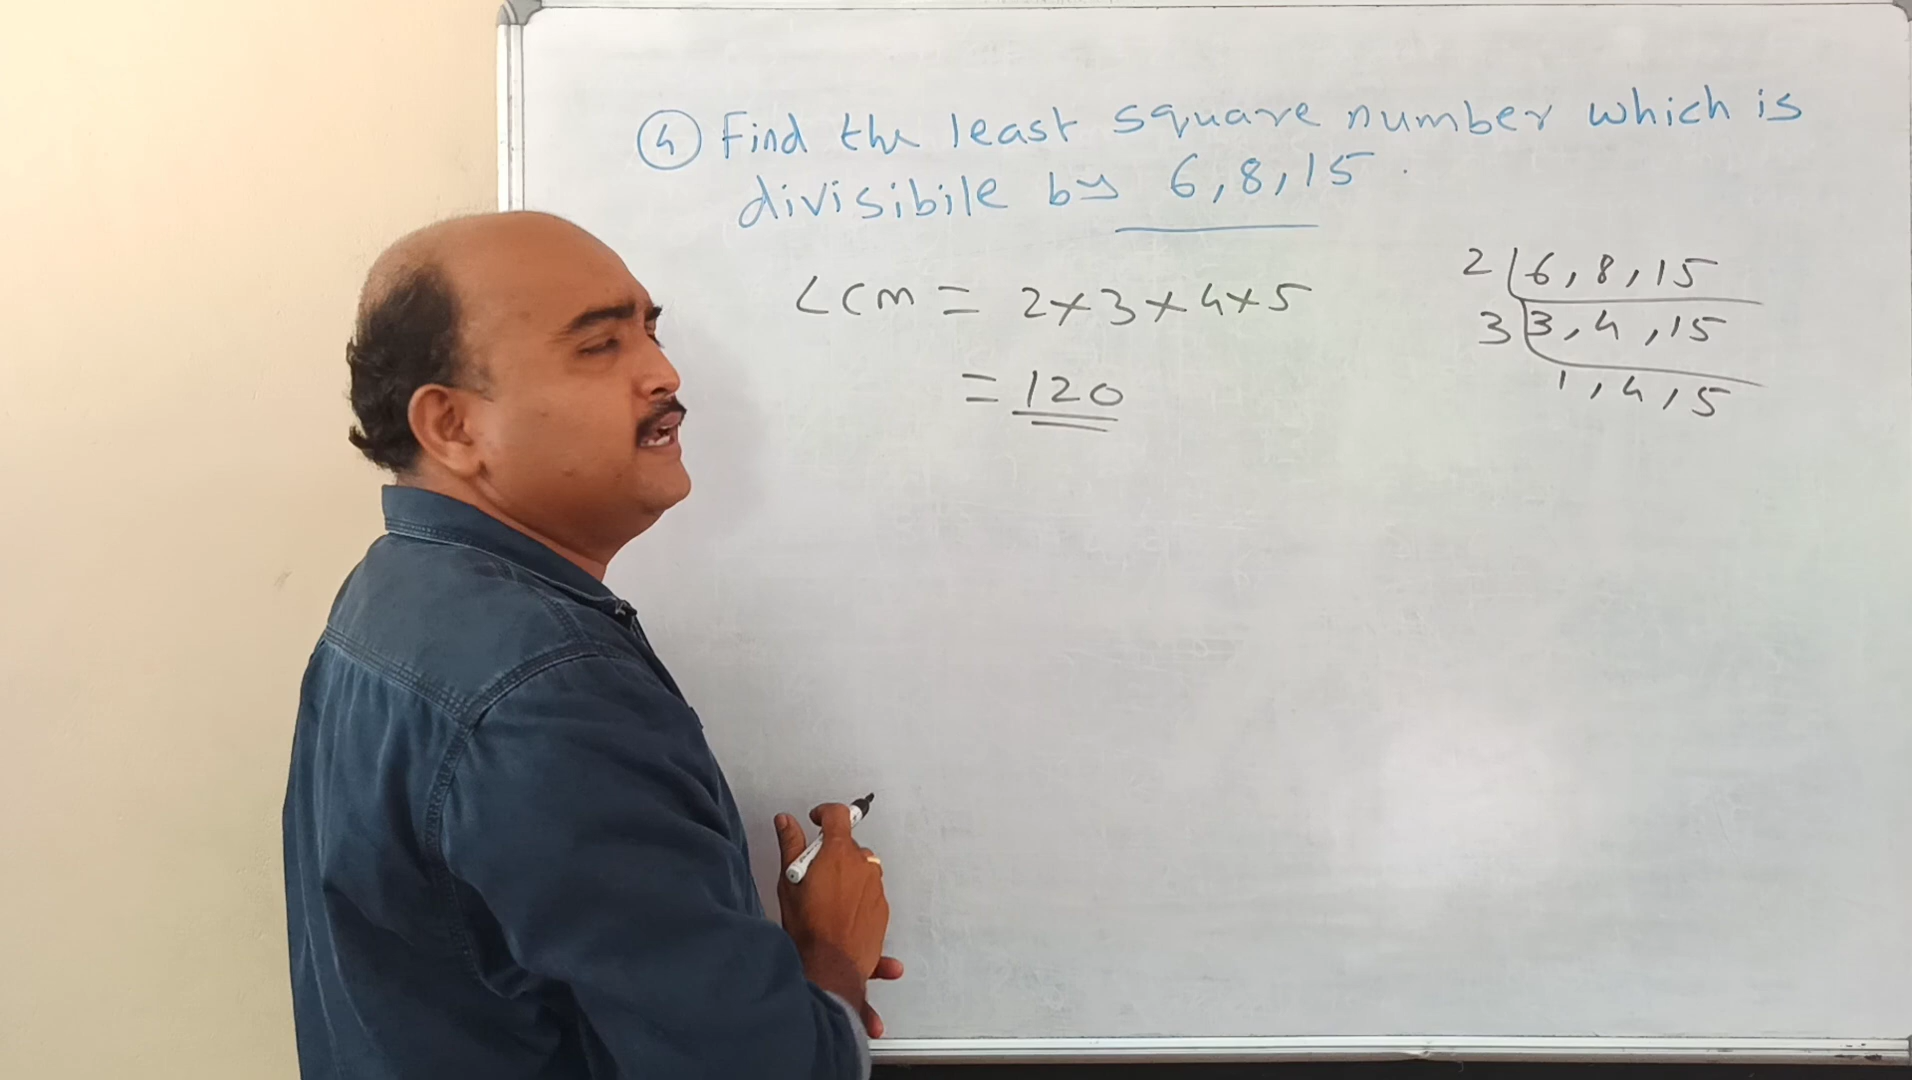 4 Find the least square number which is
divisibile by 6, 8, 15.
LCM = 2 × 3 × 4 × 5
= 120
2 | 6, 8, 15
3 | 3, 4, 15
1, 4, 5